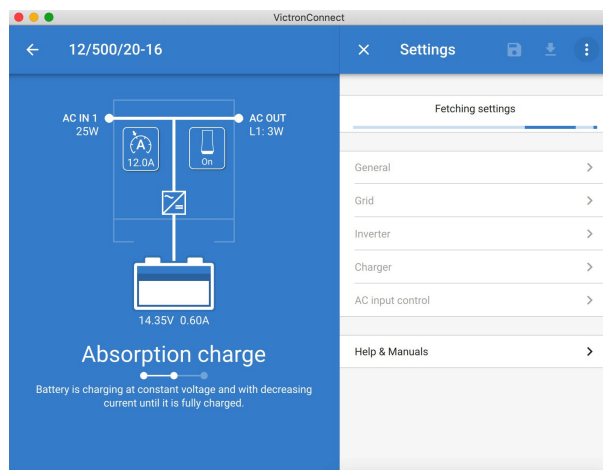 VictronConnect
12/500/20-16
Settings
Fetching settings
AC IN 1
25W
AC OUT
L1: 3W
A
12.0A
On
General
Grid
Inverter
Charger
AC input control
14.35V 0.60A
Help & Manuals
Absorption charge
Battery is charging at constant voltage and with decreasing
current until it is fully charged.